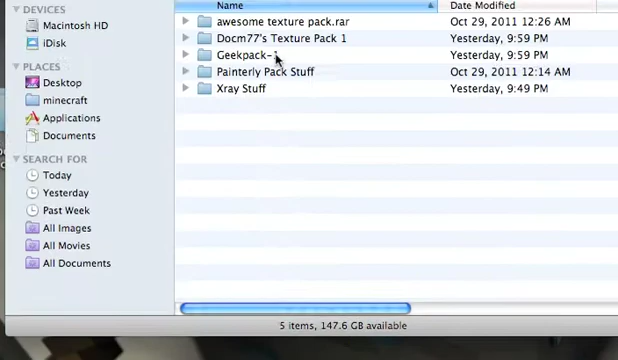 DEVICES
Macintosh HD
iDisk
PLACES
Desktop
minecraft
Applications
Documents
SEARCH FOR
Today
Yesterday
Past Week
All Images
All Movies
All Documents
Name Date Modified
awesome texture pack.rar Oct 29, 2011 12:26 AM
Docm77's Texture Pack 1 Yesterday, 9:59 PM
Geekpack-1 Yesterday, 9:59 PM
Painterly Pack Stuff Oct 29, 2011 12:14 AM
Xray Stuff Yesterday, 9:49 PM
5 items, 147.6 GB available